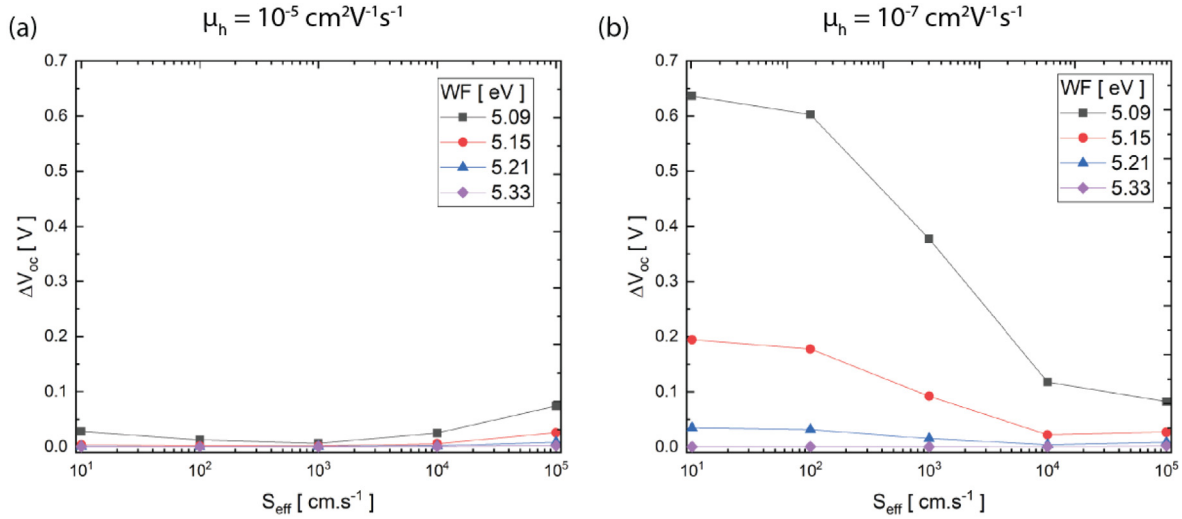 (a) μₕ = 10⁻⁵ cm²V⁻¹s⁻¹
0.7
0.6
0.5
0.4
0.3
0.2
0.1
0.0
ΔVoc [ V ]
WF [ eV ]
5.09
5.15
5.21
5.33
10¹ 10² 10³ 10⁴ 10⁵
Seff [ cm.s⁻¹ ]
(b) μₕ = 10⁻⁷ cm²V⁻¹s⁻¹
0.7
0.6
0.5
0.4
0.3
0.2
0.1
0.0
ΔVoc [ V ]
WF [ eV ]
5.09
5.15
5.21
5.33
10¹ 10² 10³ 10⁴ 10⁵
Seff [ cm.s⁻¹ ]